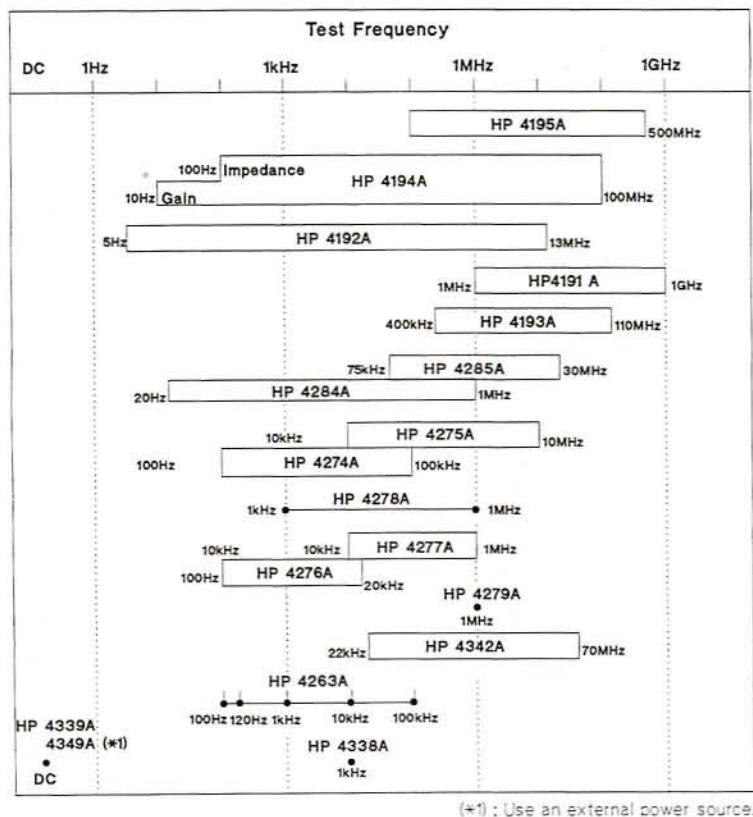 Test Frequency
DC 1Hz 1kHz 1MHz 1GHz
HP 4195A
500MHz
100Hz Impedance
HP 4194A
10Hz Gain
100MHz
5Hz HP 4192A 13MHz
1MHz HP4191 A 1GHz
400kHz HP 4193A 110MHz
75kHz HP 4285A 30MHz
20Hz HP 4284A 1MHz
10kHz HP 4275A 10MHz
100Hz HP 4274A 100kHz
HP 4278A
1kHz 1MHz
10kHz 10kHz HP 4277A 1MHz
100Hz HP 4276A 20kHz
HP 4279A
1MHz
22kHz HP 4342A 70MHz
HP 4263A
100Hz 120Hz 1kHz 10kHz 100kHz
HP 4339A
4349A (*1)
DC
HP 4338A
1kHz
(*1) : Use an external power source